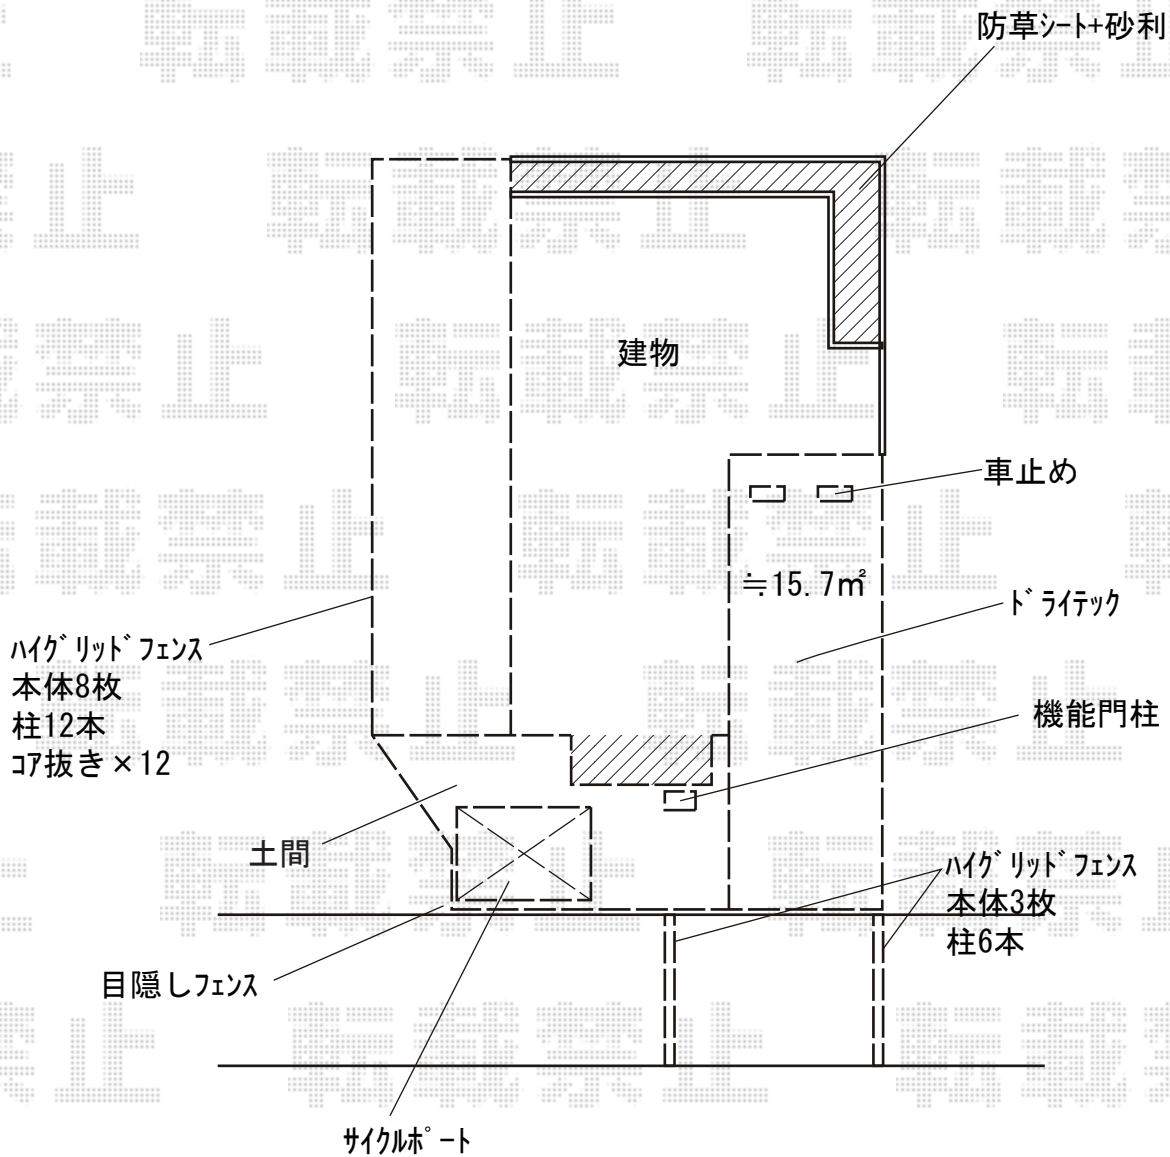 防草ｼｰﾄ+砂利
建物
車止め
≒15.7㎡
ﾄﾞﾗｲﾃｯｸ
ﾊｲｸﾞﾘｯﾄﾞﾌｪﾝｽ
本体8枚
柱12本
ｺｱ抜き×12
機能門柱
土間
ﾊｲｸﾞﾘｯﾄﾞﾌｪﾝｽ
本体3枚
柱6本
目隠しﾌｪﾝｽ
ｻｲｸﾙﾎﾟｰﾄ
転載禁止